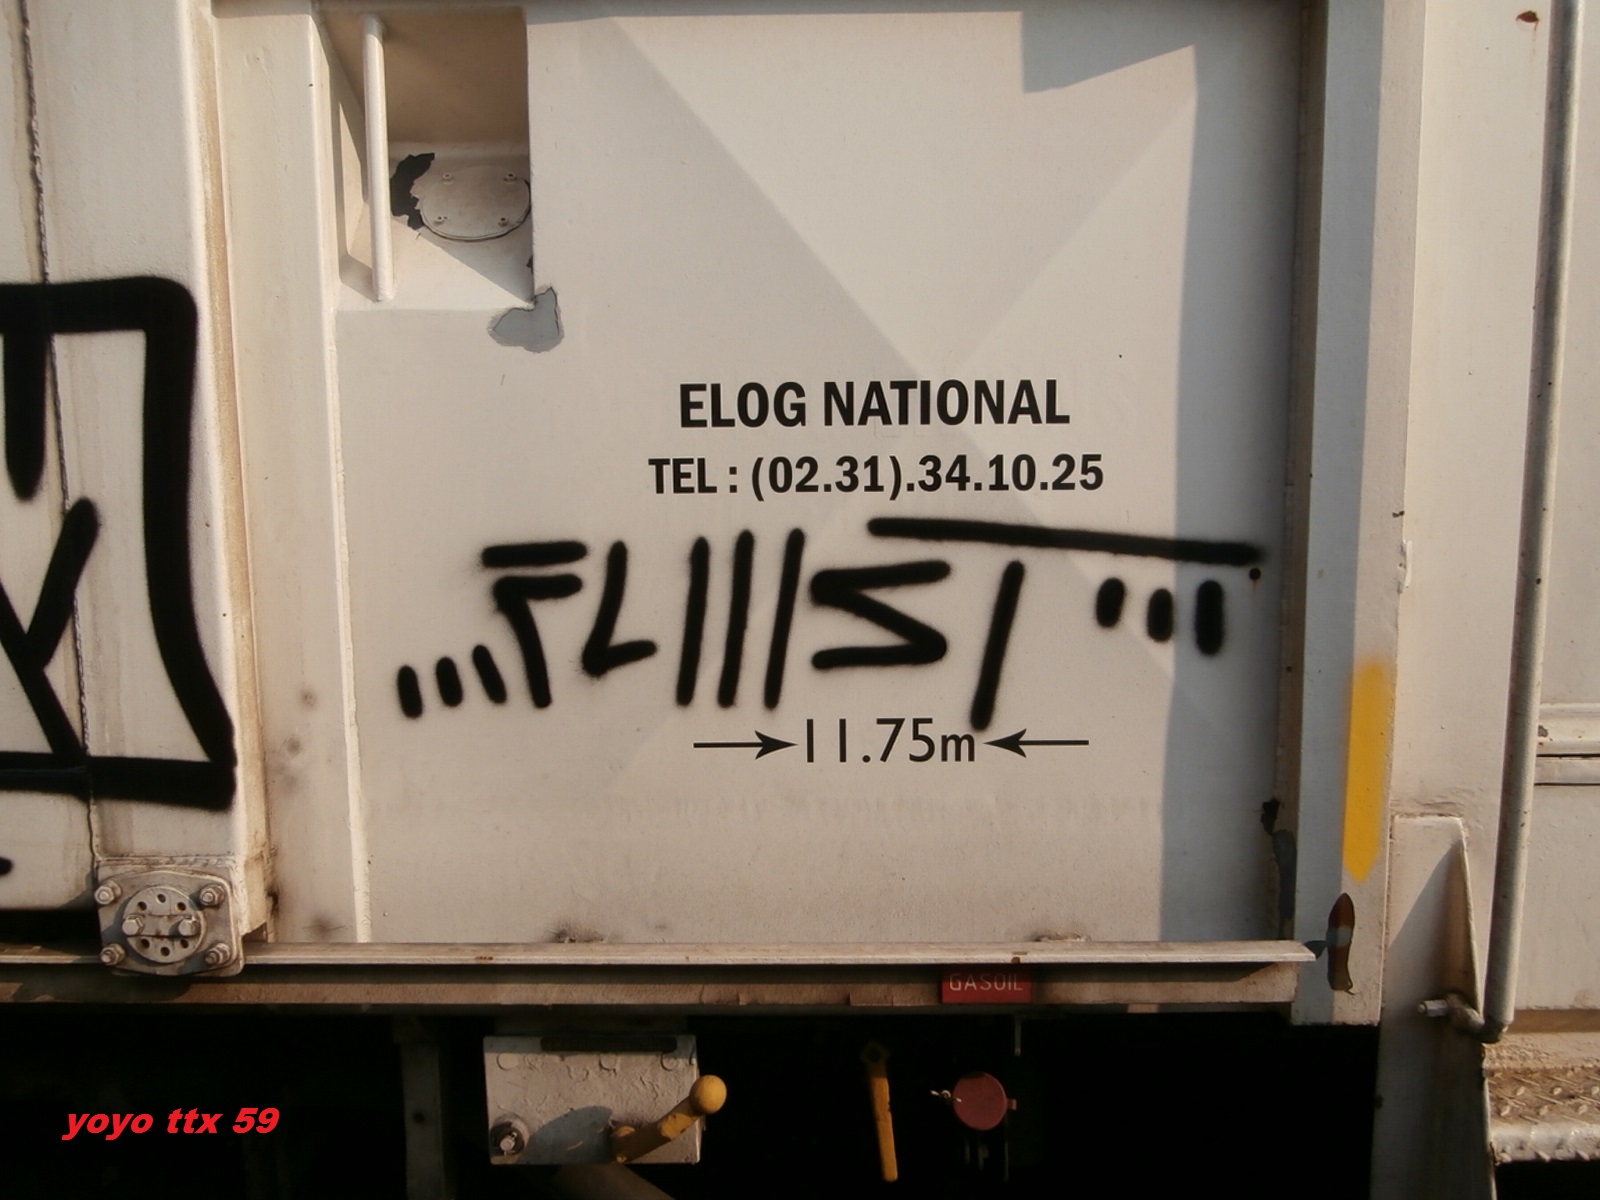 ELOG NATIONAL
TEL : (02.31).34.10.25
11.75m
GASOIL
yoyo ttx 59